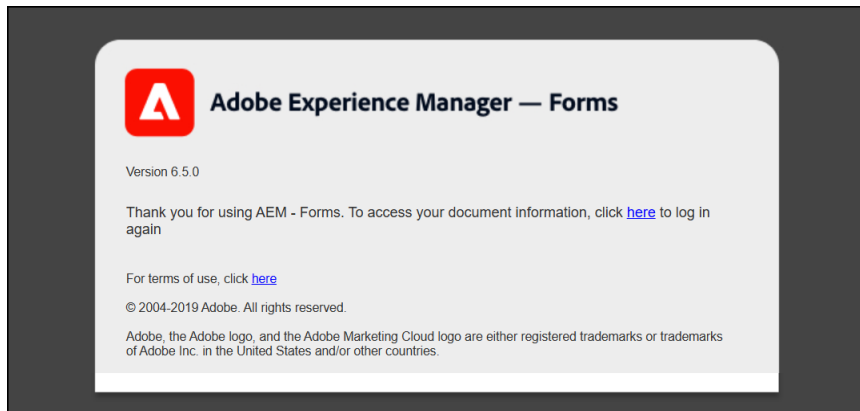 Adobe Experience Manager — Forms
Version 6.5.0
Thank you for using AEM - Forms. To access your document information, click here to log in
again
For terms of use, click here
© 2004-2019 Adobe. All rights reserved.
Adobe, the Adobe logo, and the Adobe Marketing Cloud logo are either registered trademarks or trademarks
of Adobe Inc. in the United States and/or other countries.